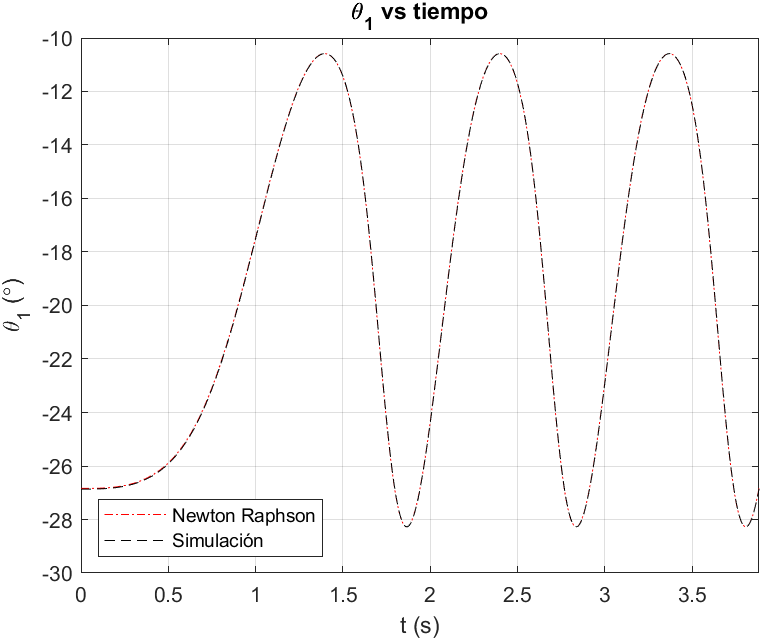 θ1 vs tiempo
-10
-12
-14
-16
-18
-20
-22
-24
-26
-28
-30
θ1 (°)
Newton Raphson
Simulación
0 0.5 1 1.5 2 2.5 3 3.5
t (s)